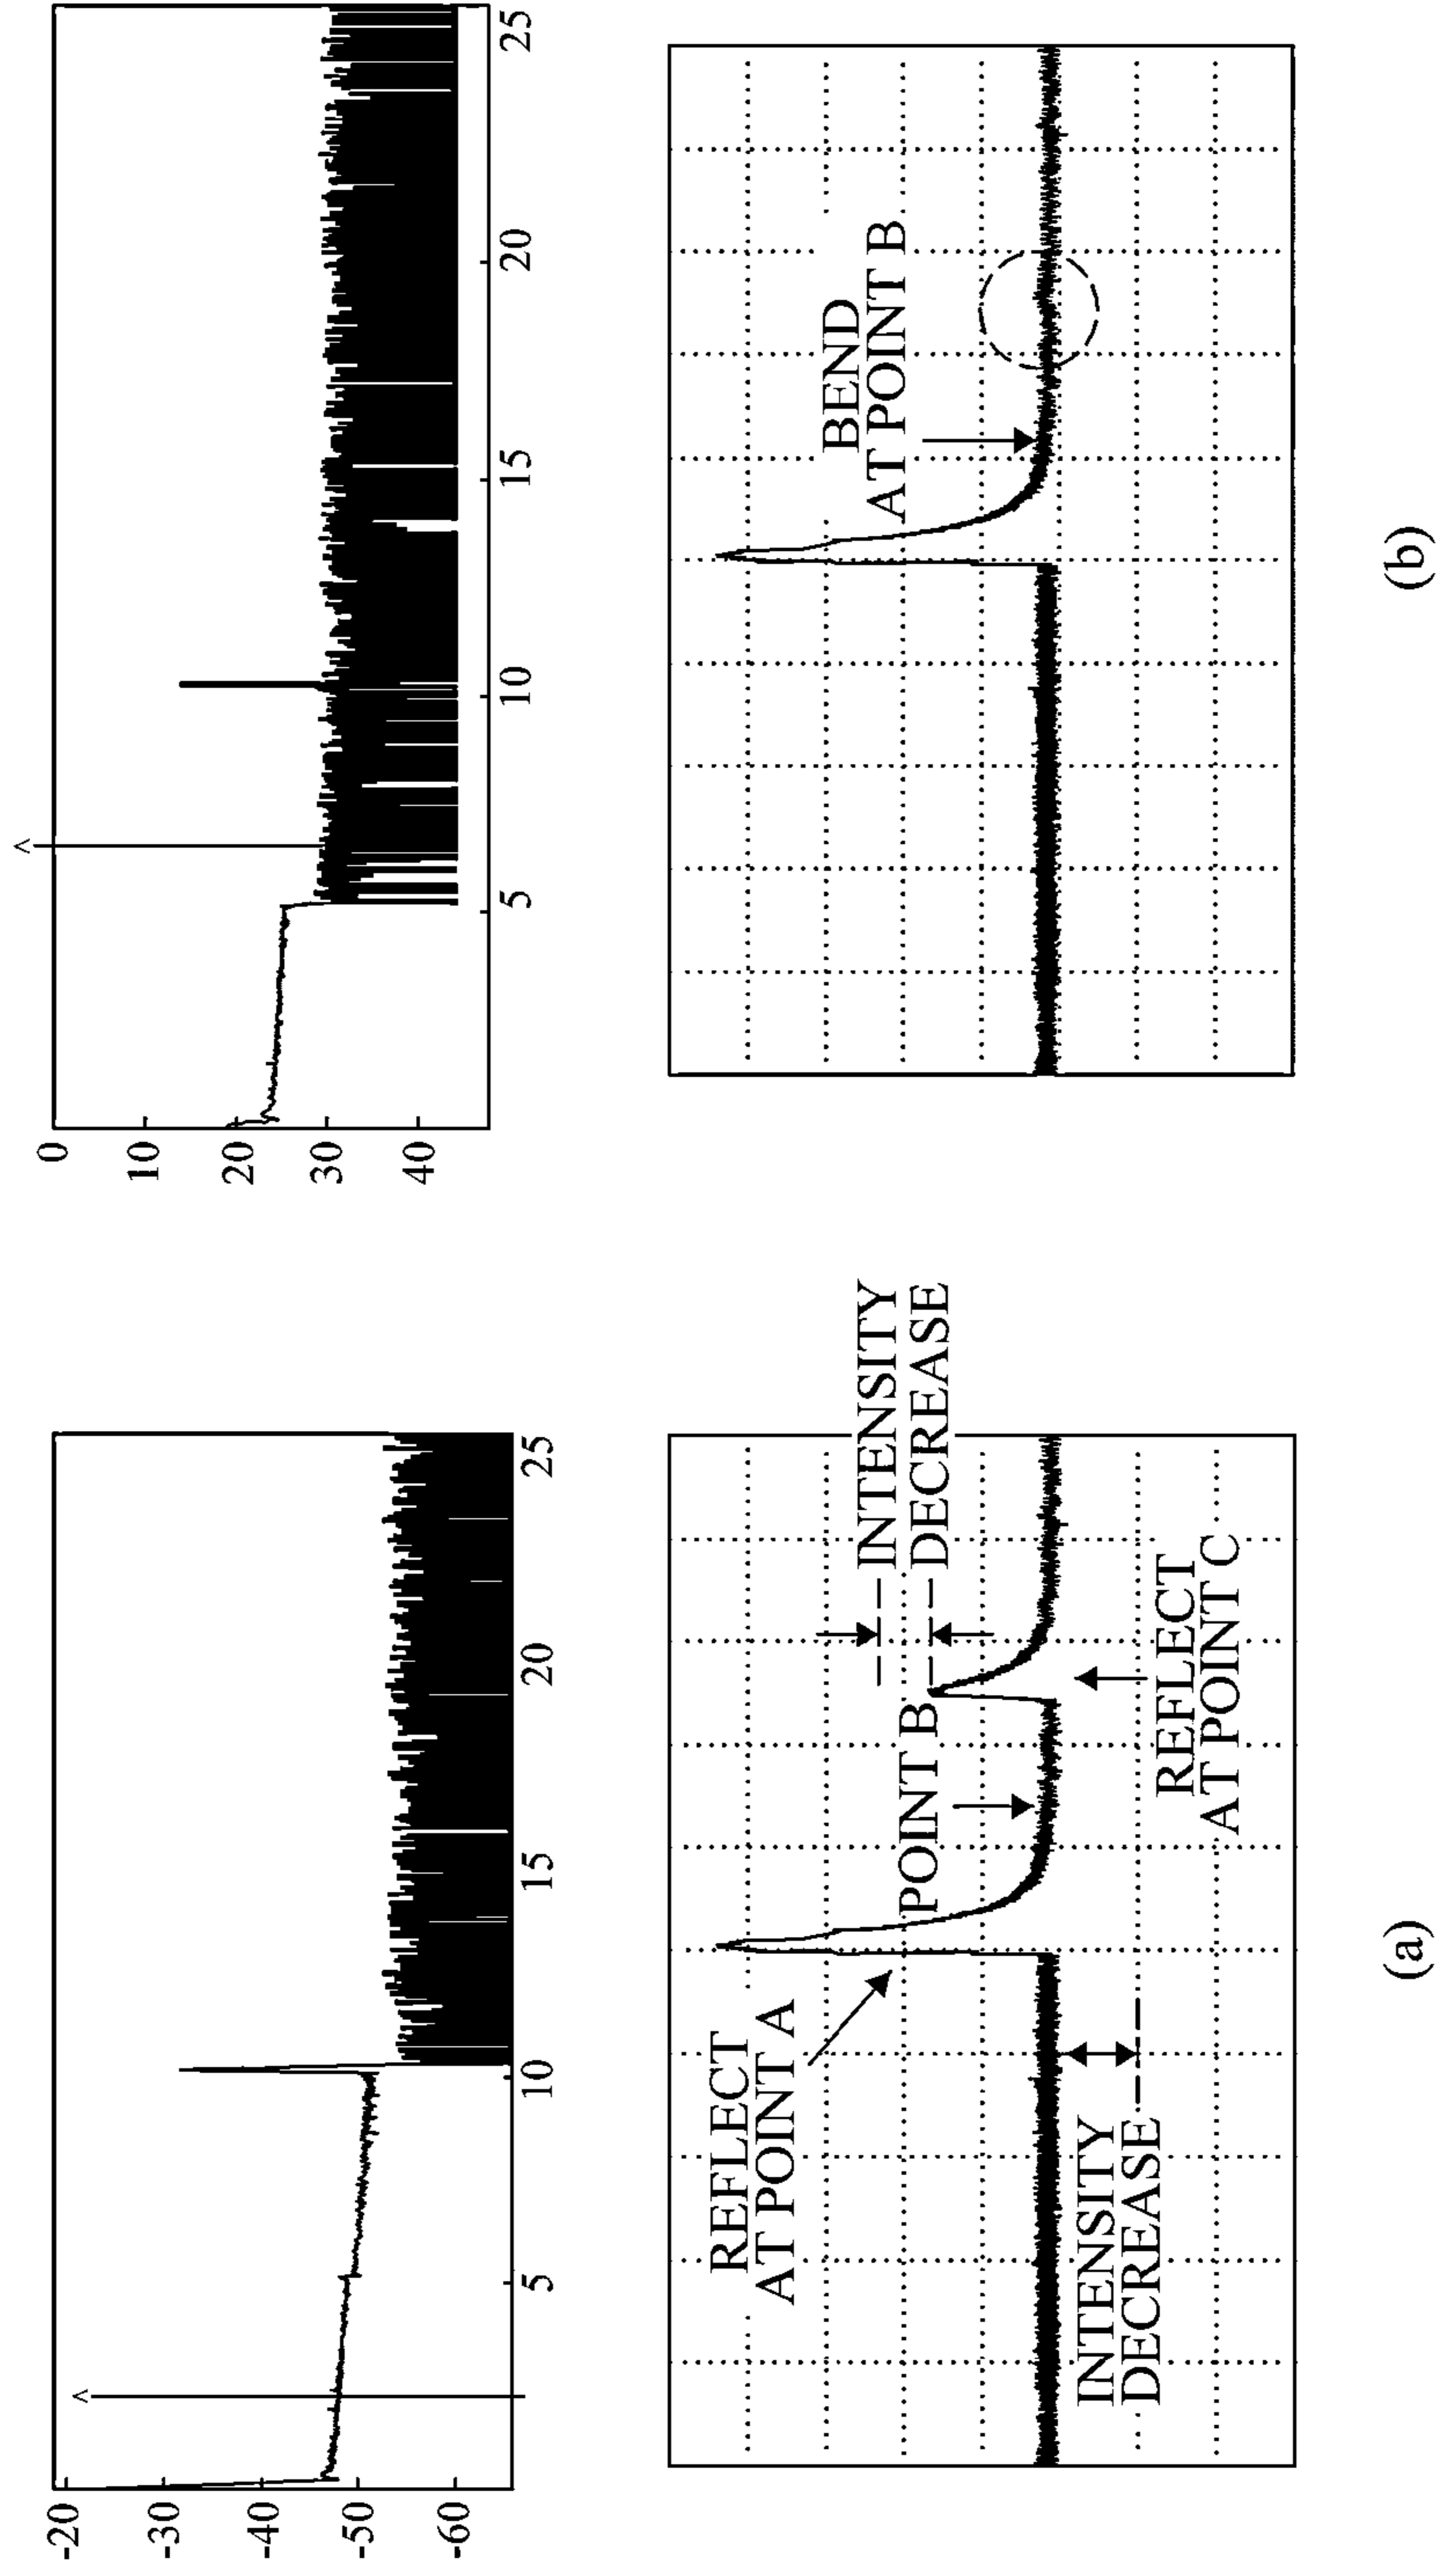 -20
-30
-40
-50
-60
5
10
15
20
25
REFLECT
AT POINT A
POINT B
INTENSITY
DECREASE
INTENSITY
DECREASE
REFLECT
AT POINT C
(a)
0
10
20
30
40
5
10
15
20
25
BEND
AT POINT B
(b)